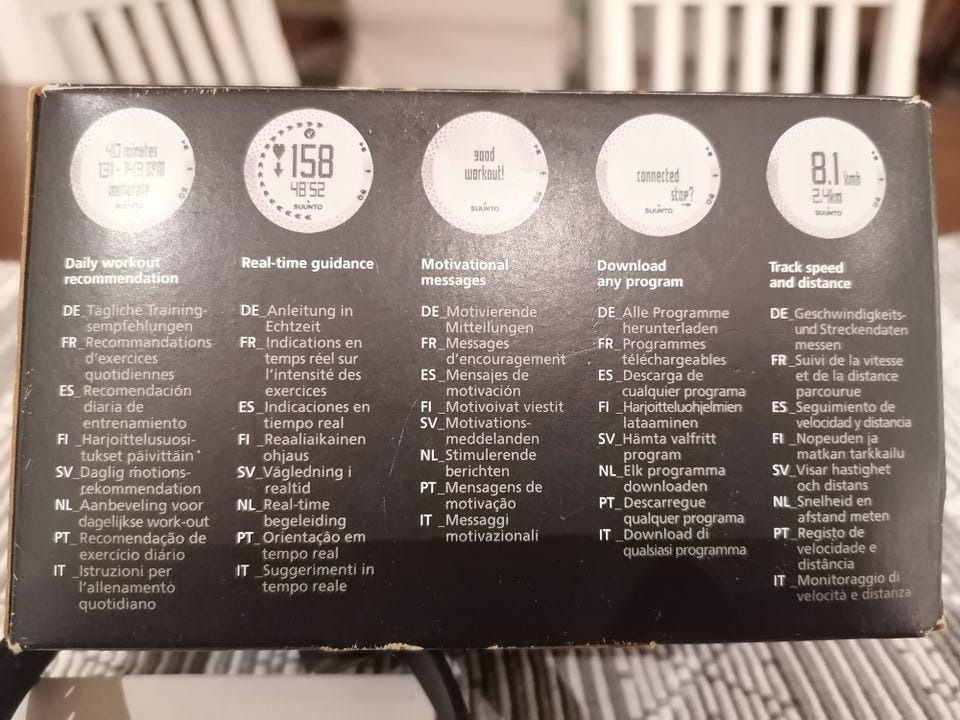 40 minutes
131-143 BPM
moderate
SUUNTO
158
48'52
SUUNTO
good
workout!
SUUNTO
connected
stop?
SUUNTO
8.1 kmh
2.4km
SUUNTO
Daily workout
recommendation
DE_Tägliche Training-
sempfehlungen
FR_Recommandations
d'exercices
quotidiennes
ES_Recomendación
diaria de
entrenamiento
FI_Harjoittelusuosi-
tukset päivittäin
SV_Daglig motions-
rekommendation
NL_Aanbeveling voor
dagelijkse work-out
PT_Recomendação de
exercício diário
IT_Istruzioni per
l'allenamento
quotidiano
Real-time guidance
DE_Anleitung in
Echtzeit
FR_Indications en
temps réel sur
l'intensité des
exercices
ES_Indicaciones en
tiempo real
FI_Reaaliaikainen
ohjaus
SV_Vägledning i
realtid
NL_Real-time
begeleiding
PT_Orientação em
tempo real
IT_Suggerimenti in
tempo reale
Motivational
messages
DE_Motivierende
Mitteilungen
FR_Messages
d'encouragement
ES_Mensajes de
motivación
FI_Motivoivat viestit
SV_Motivations-
meddelanden
NL_Stimulerende
berichten
PT_Mensagens de
motivação
IT_Messaggi
motivazionali
Download
any program
DE_Alle Programme
herunterladen
FR_Programmes
téléchargeables
ES_Descarga de
cualquier programa
FI_Harjoitteluohjelmien
lataaminen
SV_Hämta valfritt
program
NL_Elk programma
downloaden
PT_Descarregue
qualquer programa
IT_Download di
qualsiasi programma
Track speed
and distance
DE_Geschwindigkeits-
und Streckendaten
messen
FR_Suivi de la vitesse
et de la distance
parcourue
ES_Seguimiento de
velocidad y distancia
FI_Nopeuden ja
matkan tarkkailu
SV_Visar hastighet
och distans
NL_Snelheid en
afstand meten
PT_Registo de
velocidade e
distância
IT_Monitoraggio di
velocità e distanza